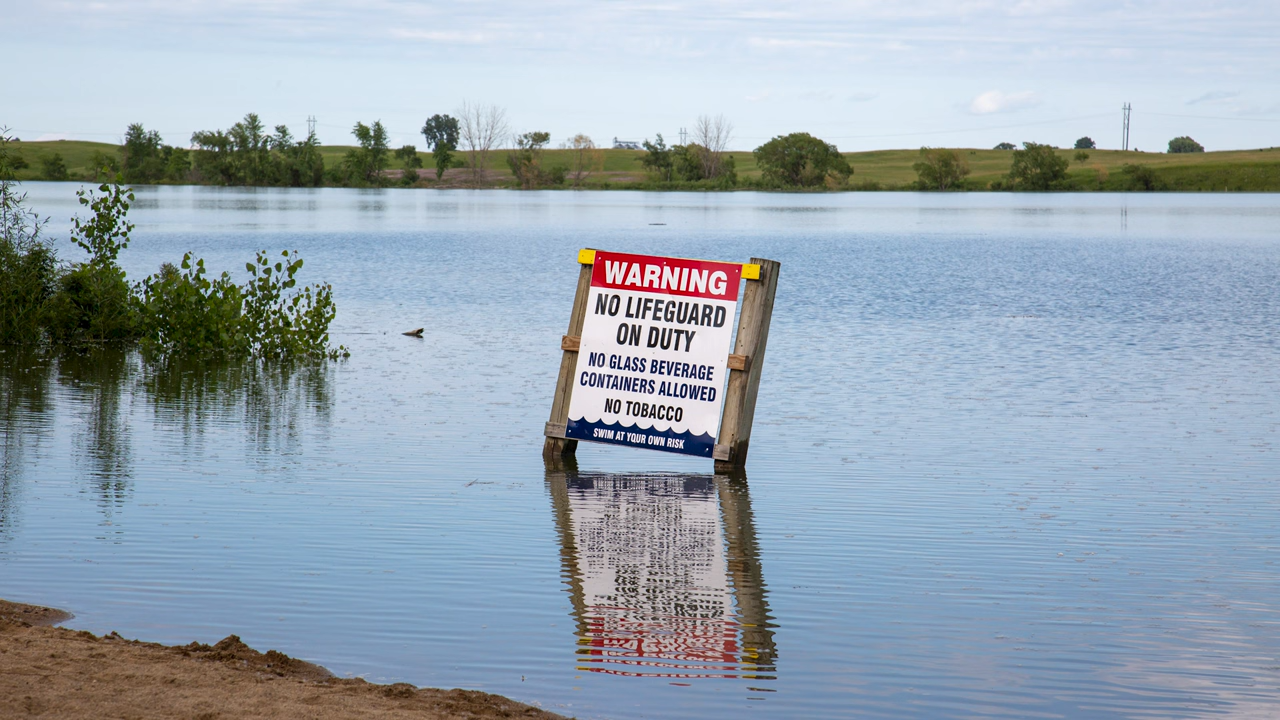 WARNING
NO LIFEGUARD
ON DUTY
NO GLASS BEVERAGE
CONTAINERS ALLOWED
NO TOBACCO
SWIM AT YOUR OWN RISK